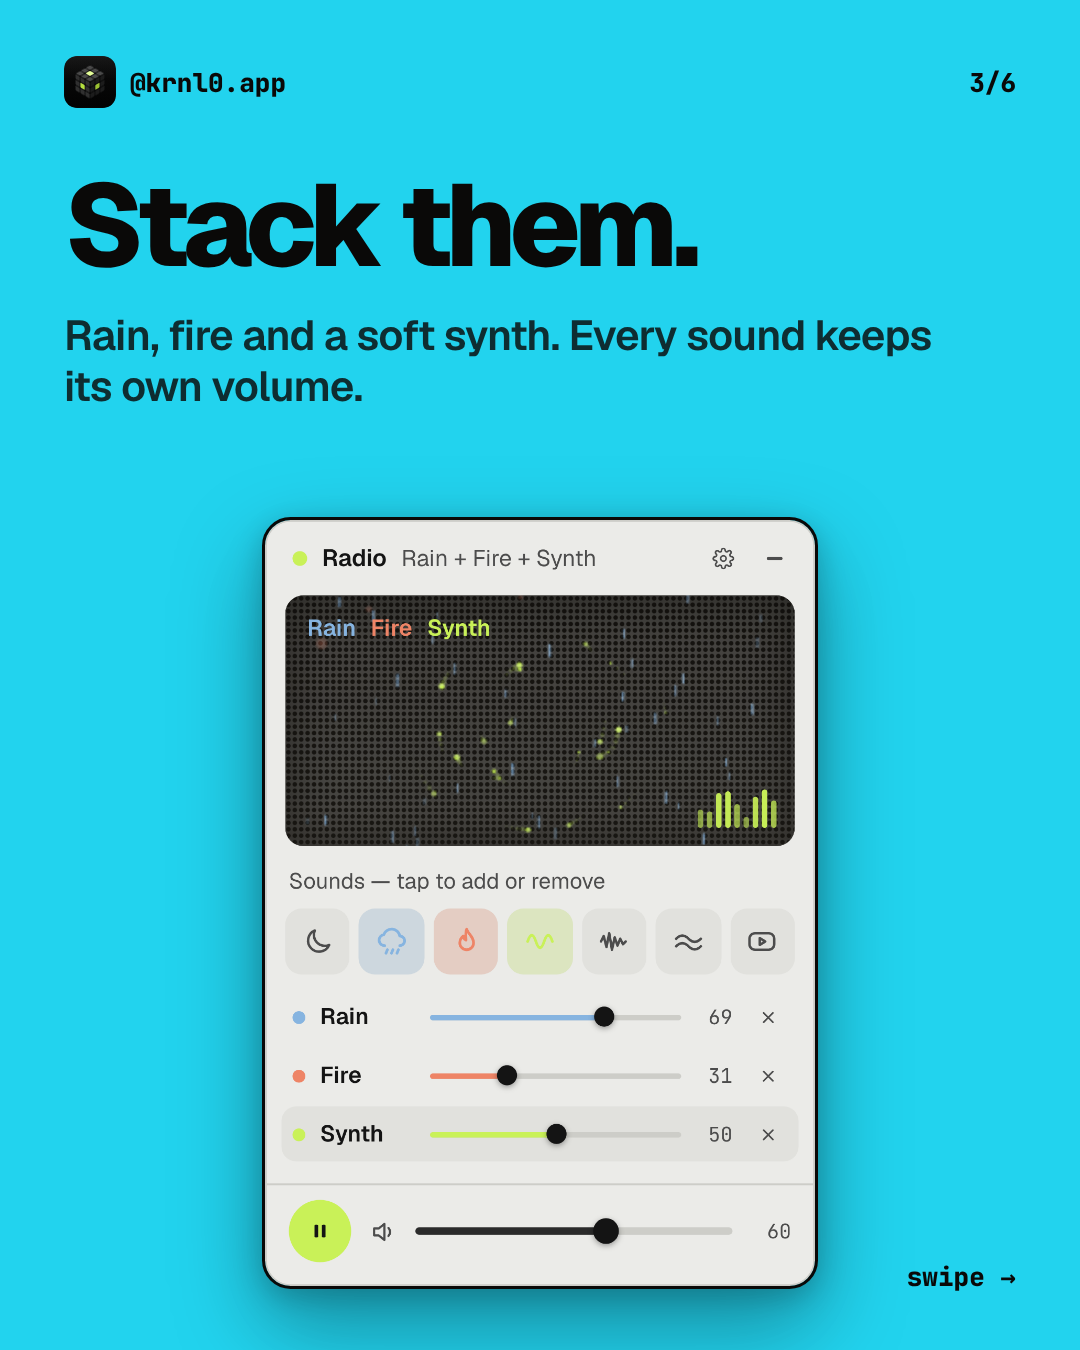 @krnl0.app
3/6
Stack them.
Rain, fire and a soft synth. Every sound keeps
its own volume.
Radio Rain + Fire + Synth
Rain Fire Synth
Sounds — tap to add or remove
Rain 69
Fire 31
Synth 50
60
swipe →